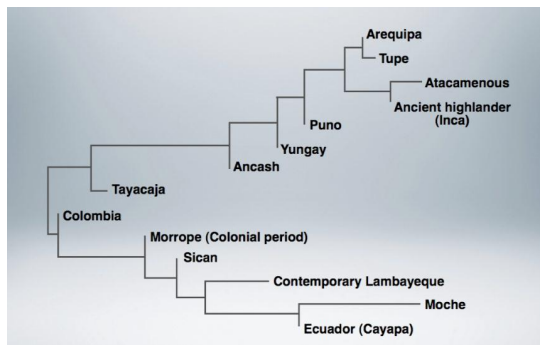 Arequipa
Tupe
Atacamenous
Ancient highlander
(Inca)
Puno
Yungay
Ancash
Tayacaja
Colombia
Morrope (Colonial period)
Sican
Contemporary Lambayeque
Moche
Ecuador (Cayapa)